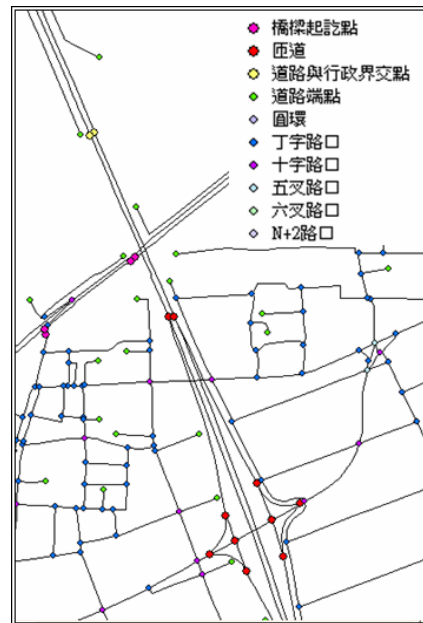 橋樑起訖點
匝道
道路與行政界交點
道路端點
圓環
丁字路口
十字路口
五叉路口
六叉路口
N+2路口